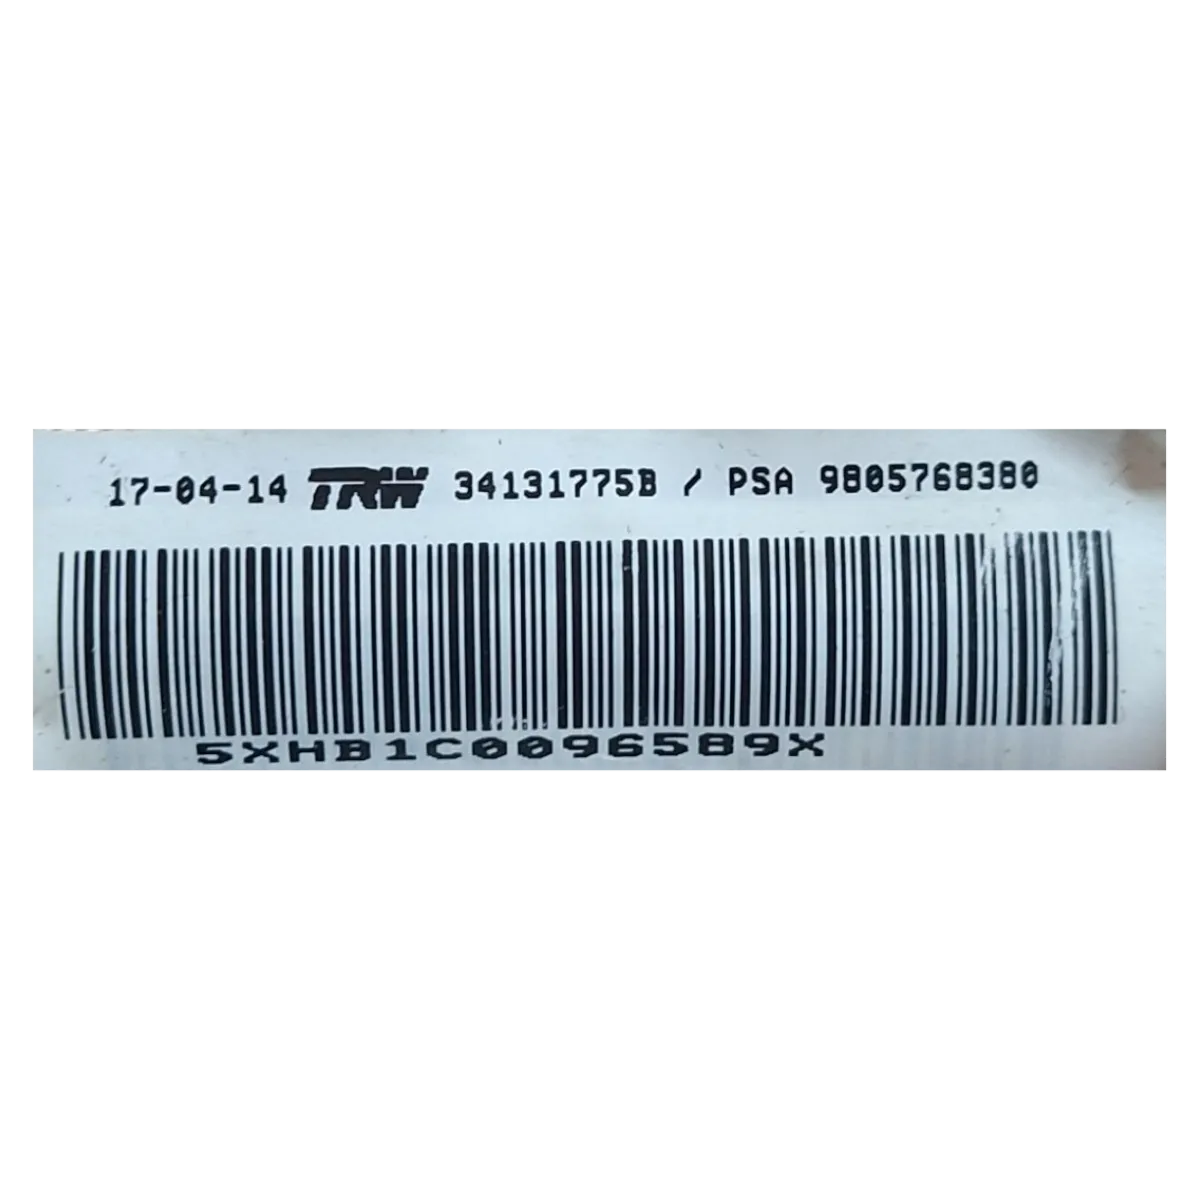 17-04-14 TRW 34131775B / PSA 9805768380
5XHB1C0096589X